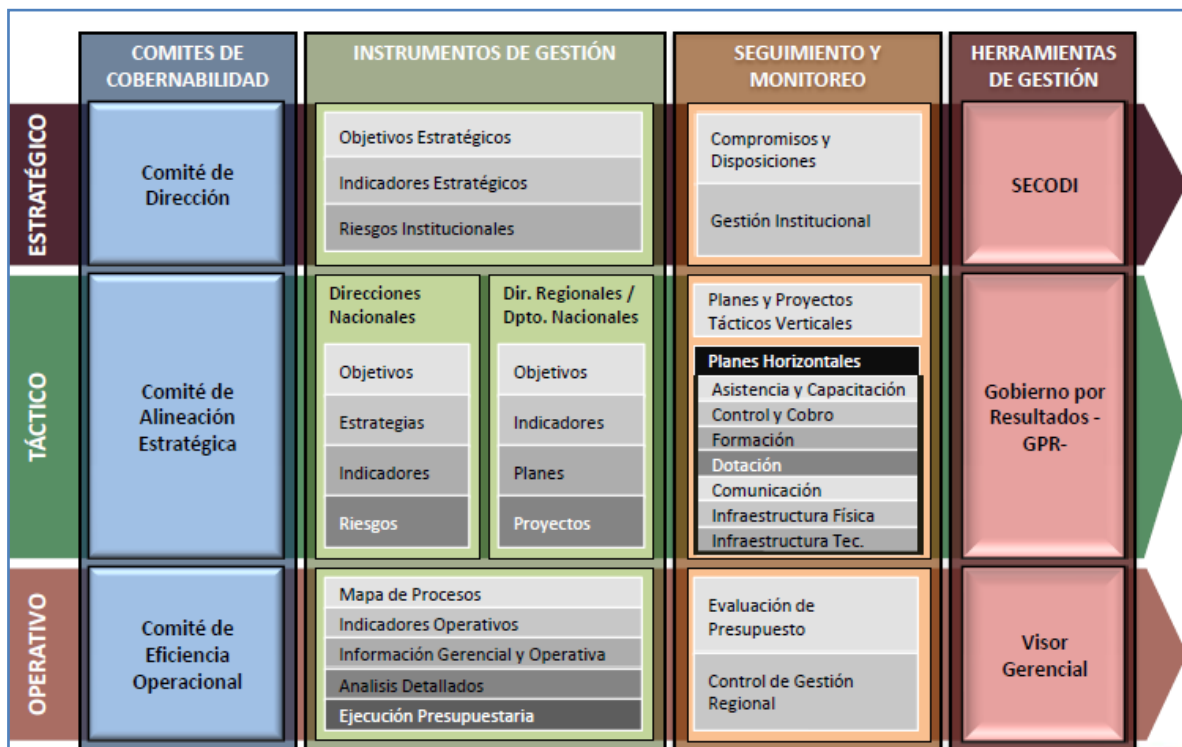 COMITES DE
COBERNABILIDAD
INSTRUMENTOS DE GESTIÓN
SEGUIMIENTO Y
MONITOREO
HERRAMIENTAS
DE GESTIÓN
ESTRATÉGICO
Comité de
Dirección
Objetivos Estratégicos
Indicadores Estratégicos
Riesgos Institucionales
Compromisos y
Disposiciones
Gestión Institucional
SECODI
TÁCTICO
Comité de
Alineación
Estratégica
Direcciones
Nacionales
Objetivos
Estrategias
Indicadores
Riesgos
Dir. Regionales /
Dpto. Nacionales
Objetivos
Indicadores
Planes
Proyectos
Planes y Proyectos
Tácticos Verticales
Planes Horizontales
Asistencia y Capacitación
Control y Cobro
Formación
Dotación
Comunicación
Infraestructura Física
Infraestructura Tec.
Gobierno por
Resultados -
GPR-
OPERATIVO
Comité de
Eficiencia
Operacional
Mapa de Procesos
Indicadores Operativos
Información Gerencial y Operativa
Analisis Detallados
Ejecución Presupuestaria
Evaluación de
Presupuesto
Control de Gestión
Regional
Visor
Gerencial